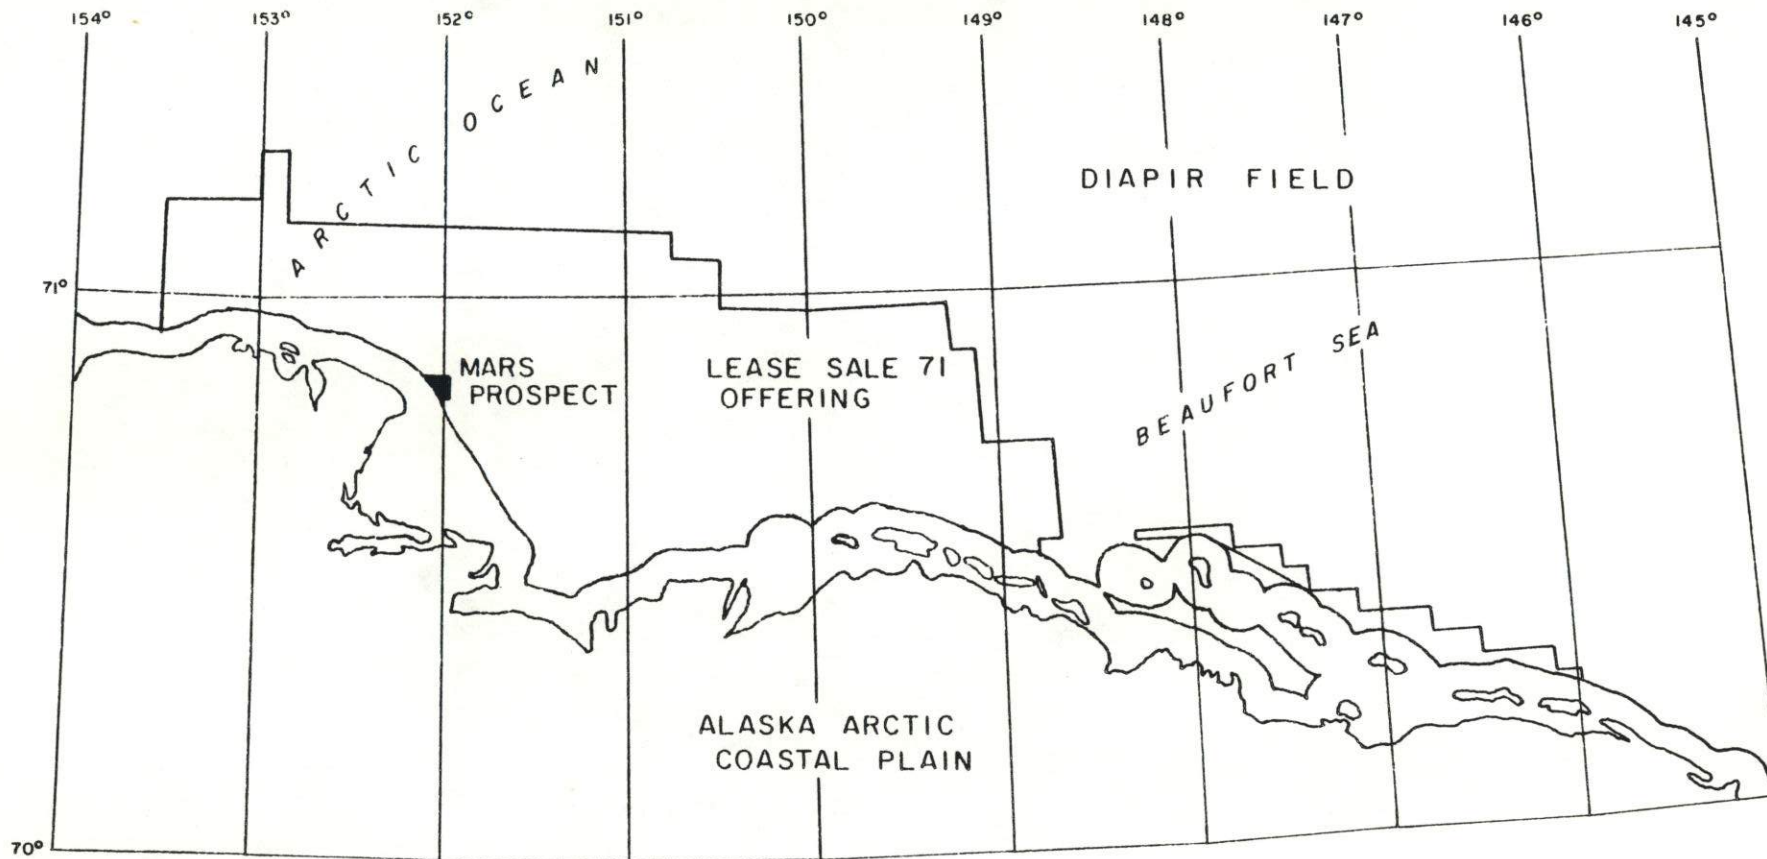 154° 153° 152° 151° 150° 149° 148° 147° 146° 145°
ARCTIC OCEAN
DIAPIR FIELD
71°
BEAUFORT SEA
MARS
PROSPECT
LEASE SALE 71
OFFERING
ALASKA ARCTIC
COASTAL PLAIN
70°